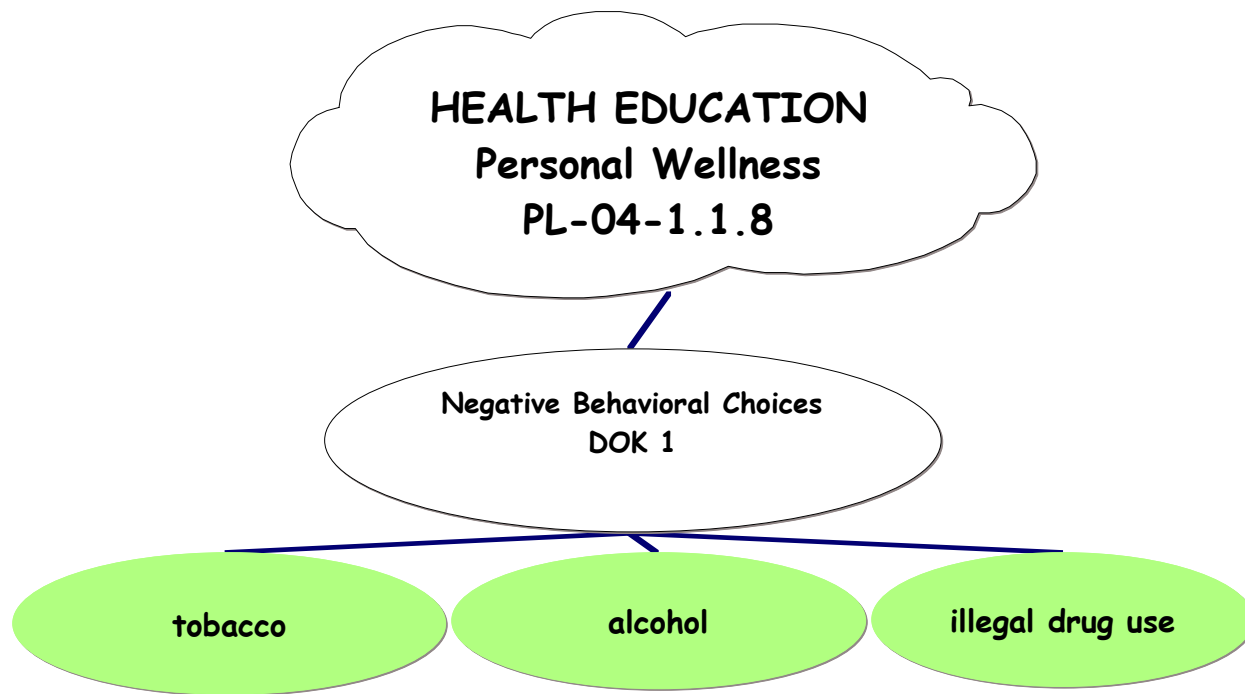 HEALTH EDUCATION
Personal Wellness
PL-04-1.1.8
Negative Behavioral Choices
DOK 1
tobacco
alcohol
illegal drug use